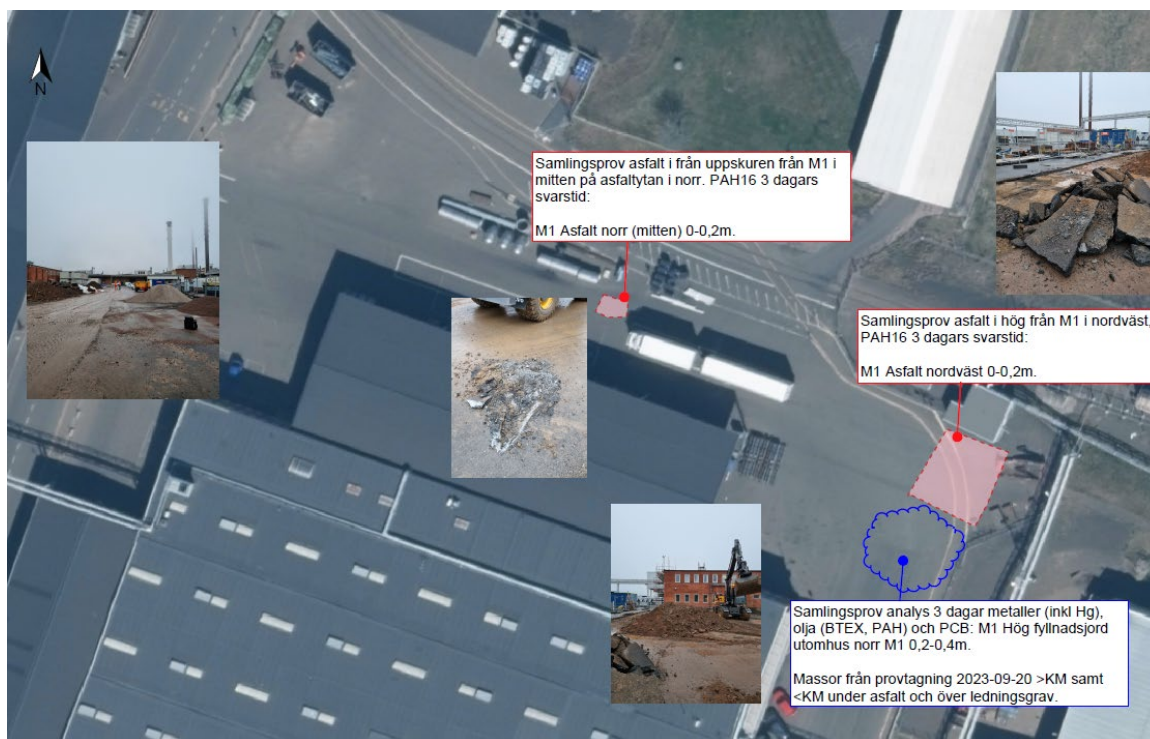 N
Samlingsprov asfalt i från uppskuren från M1 i
mitten på asfaltytan i norr. PAH16 3 dagars
svarstid:
M1 Asfalt norr (mitten) 0-0,2m.
Samlingsprov asfalt i hög från M1 i nordväst,
PAH16 3 dagars svarstid:
M1 Asfalt nordväst 0-0,2m.
Samlingsprov analys 3 dagar metaller (inkl Hg),
olja (BTEX, PAH) och PCB: M1 Hög fyllnadsjord
utomhus norr M1 0,2-0,4m.
Massor från provtagning 2023-09-20 >KM samt
<KM under asfalt och över ledningsgrav.